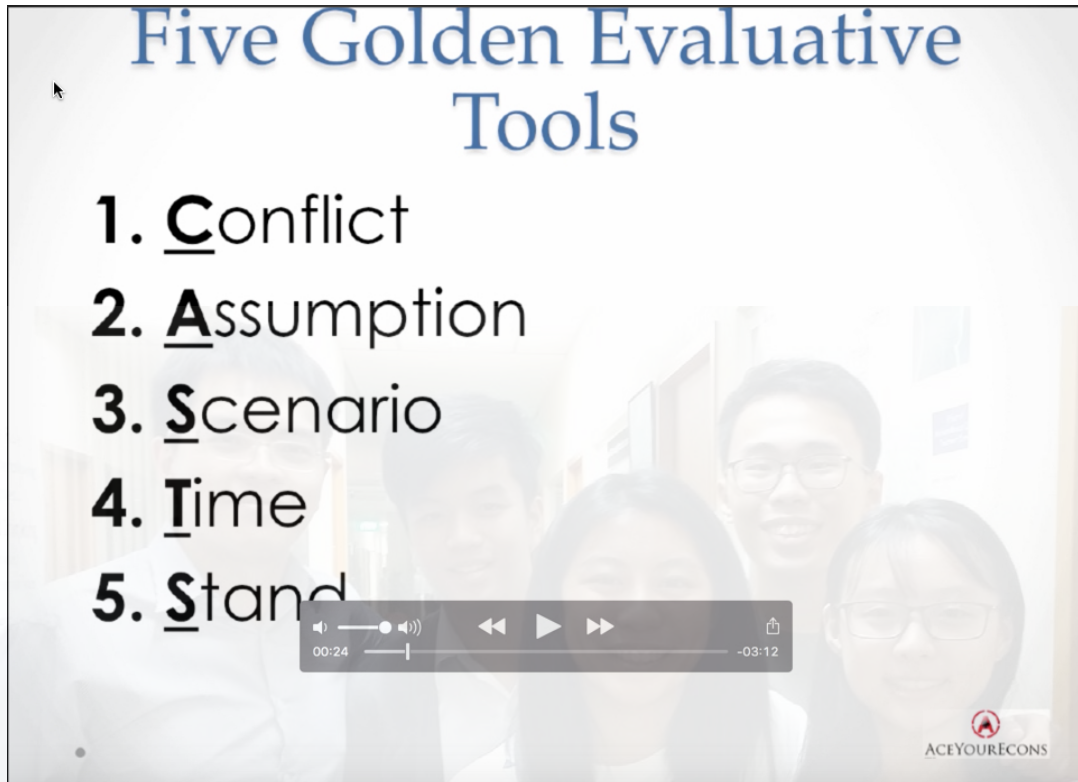 Five Golden Evaluative
Tools
1. Conflict
2. Assumption
3. Scenario
4. Time
5. Stand
00:24
-03:12
ACEYOURECONS